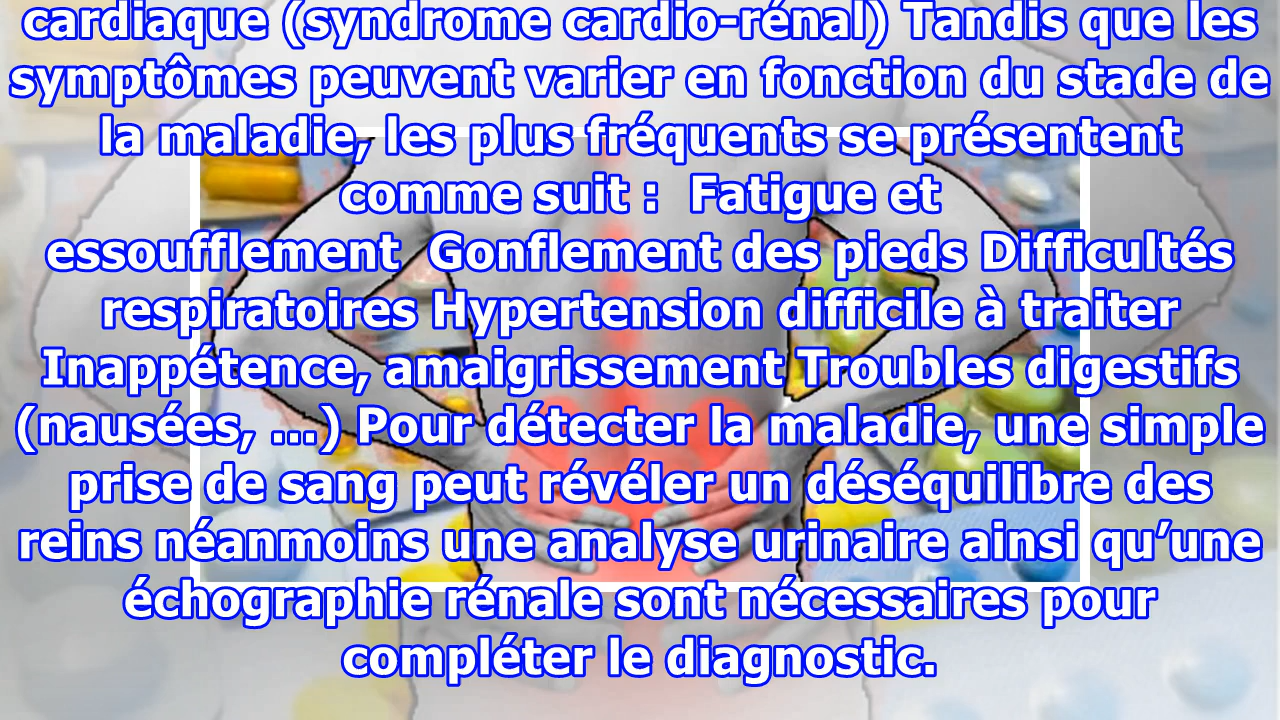 cardiaque (syndrome cardio-rénal) Tandis que les
symptômes peuvent varier en fonction du stade de
la maladie, les plus fréquents se présentent
comme suit :  Fatigue et
essoufflement  Gonflement des pieds Difficultés
respiratoires Hypertension difficile à traiter
Inappétence, amaigrissement Troubles digestifs
(nausées, ...) Pour détecter la maladie, une simple
prise de sang peut révéler un déséquilibre des
reins néanmoins une analyse urinaire ainsi qu’une
échographie rénale sont nécessaires pour
compléter le diagnostic.